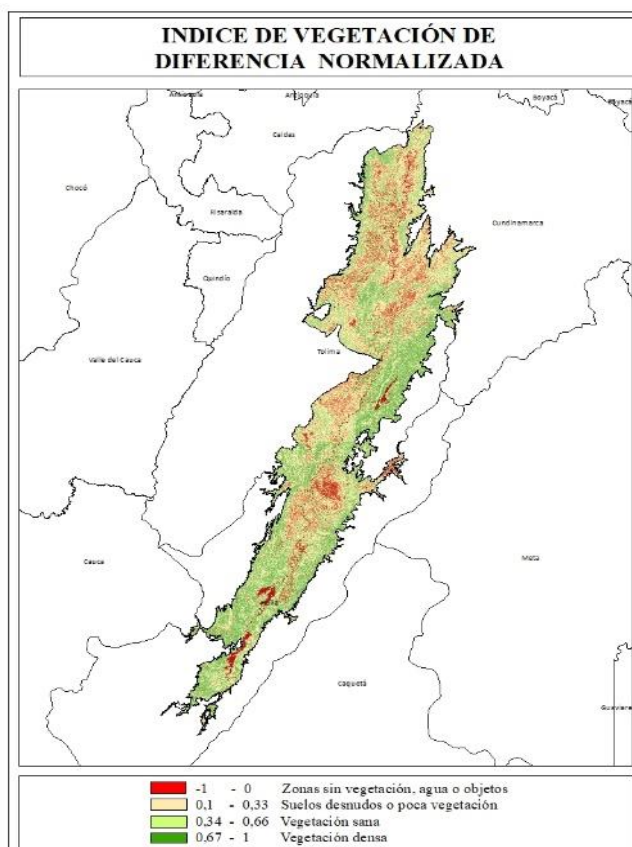 INDICE DE VEGETACIÓN DE
DIFERENCIA NORMALIZADA
Antioquia
Boyacá
Caldas
Chocó
Risaralda
Cundinamarca
Quindío
Tolima
Valle del Cauca
Meta
Cauca
Caquetá
Guaviare
-1 - 0 Zonas sin vegetación, agua o objetos
0,1 - 0,33 Suelos desnudos o poca vegetación
0,34 - 0,66 Vegetación sana
0,67 - 1 Vegetación densa